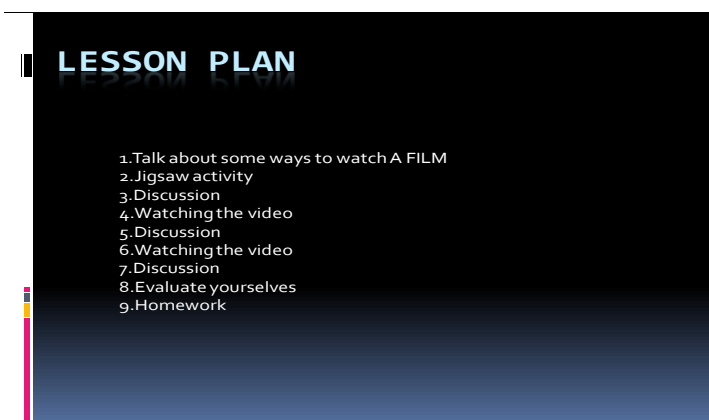 LESSON PLAN
1.Talk about some ways to watch A FILM
2.Jigsaw activity
3.Discussion
4.Watching the video
5.Discussion
6.Watching the video
7.Discussion
8.Evaluate yourselves
9.Homework